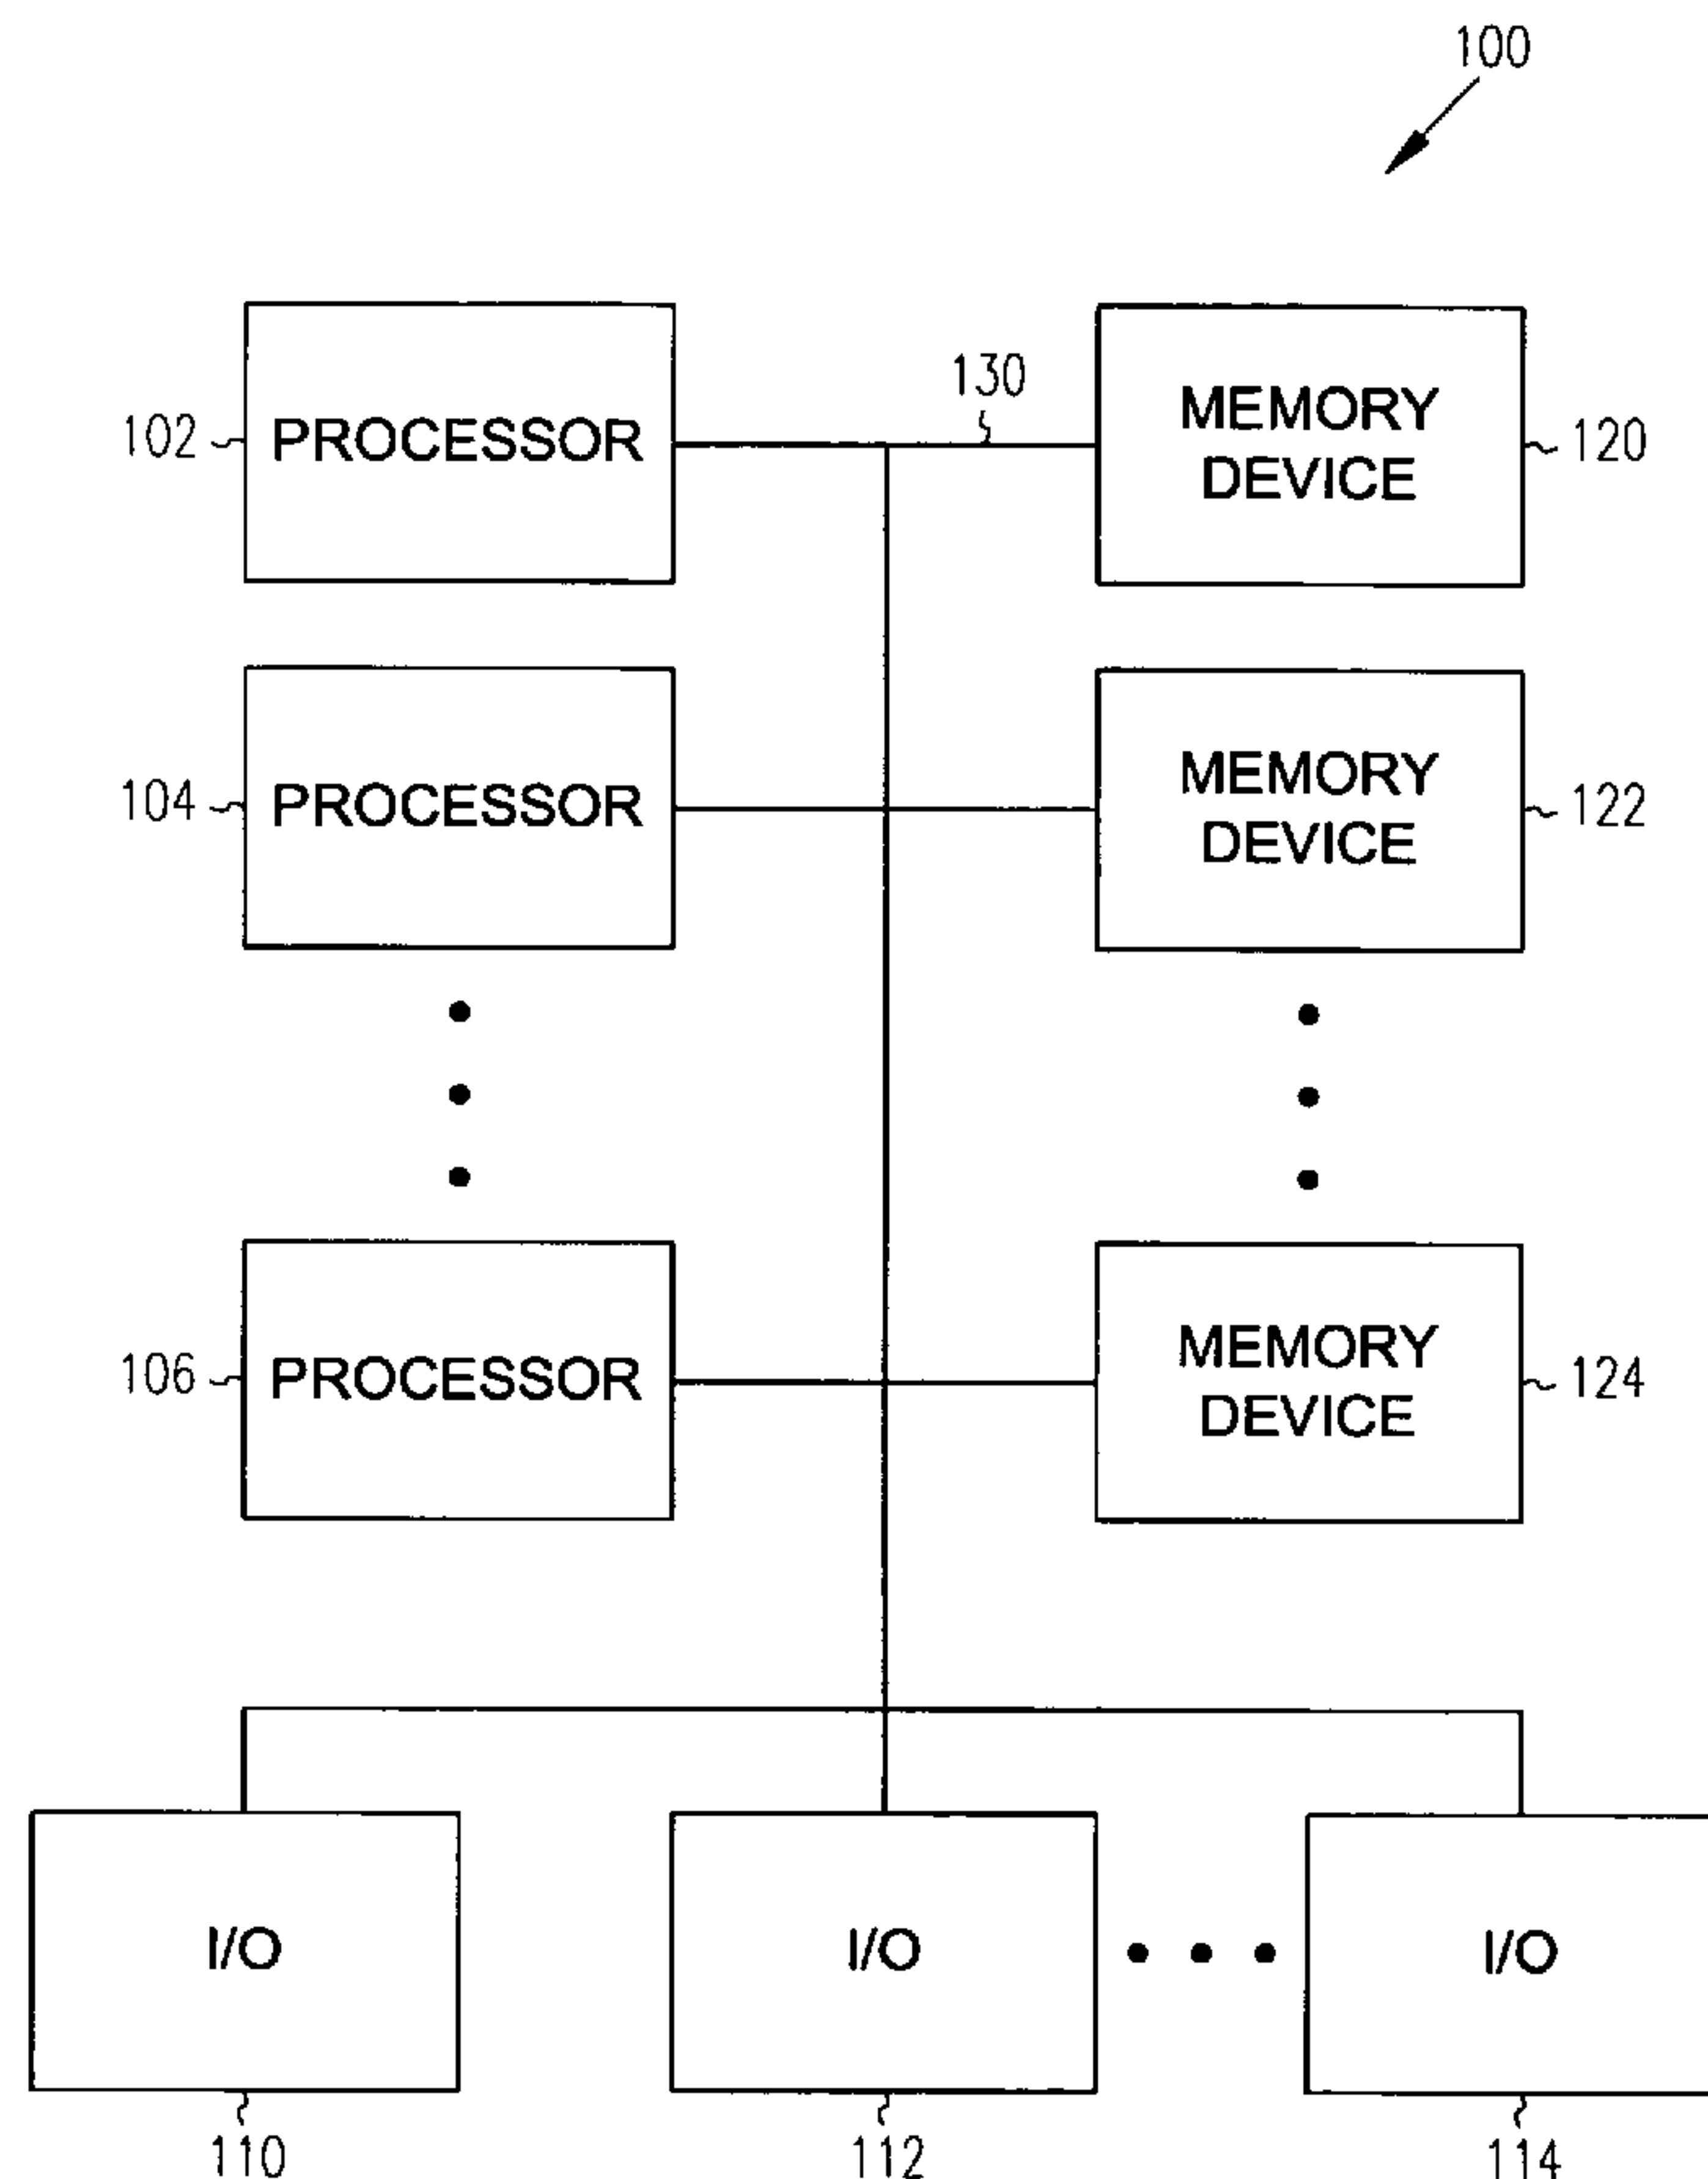 100
130
102 PROCESSOR
MEMORY
DEVICE 120
104 PROCESSOR
MEMORY
DEVICE 122
106 PROCESSOR
MEMORY
DEVICE 124
I/O I/O I/O
110 112 114